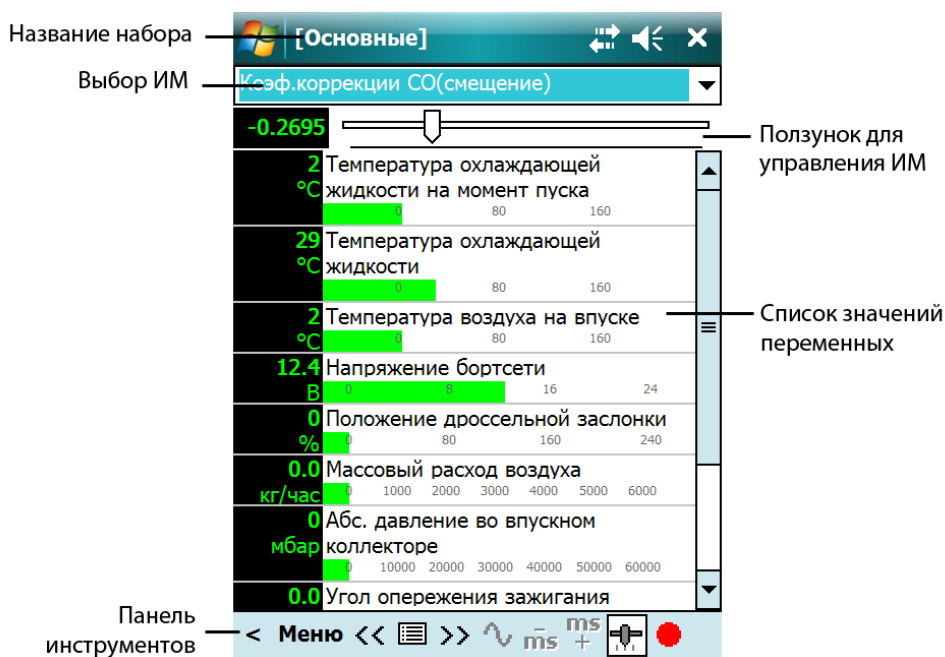 Название набора
[Основные]
Выбор ИМ
Коэф.коррекции СО(смещение)
-0.2695
Ползунок для
управления ИМ
2 Температура охлаждающей
°C жидкости на момент пуска
0 80 160
29 Температура охлаждающей
°C жидкости
0 80 160
2 Температура воздуха на впуске
°C 0 80 160
Список значений
переменных
12.4 Напряжение бортсети
В 0 8 16 24
0 Положение дроссельной заслонки
% 0 80 160 240
0.0 Массовый расход воздуха
кг/час 0 1000 2000 3000 4000 5000 6000
0 Абс. давление во впускном
мбар коллекторе
0 10000 20000 30000 40000 50000 60000
0.0 Угол опережения зажигания
Панель
инструментов
< Меню << >> ms ms +